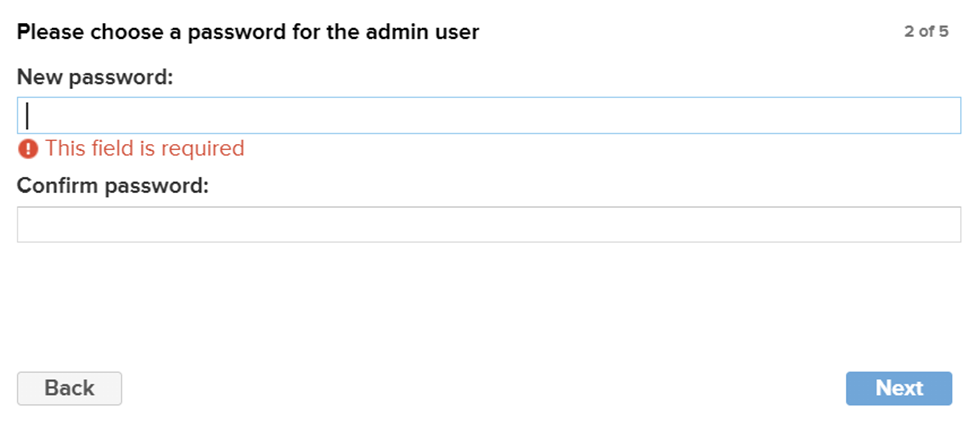 Please choose a password for the admin user 2 of 5
New password:
This field is required
Confirm password:
Back Next